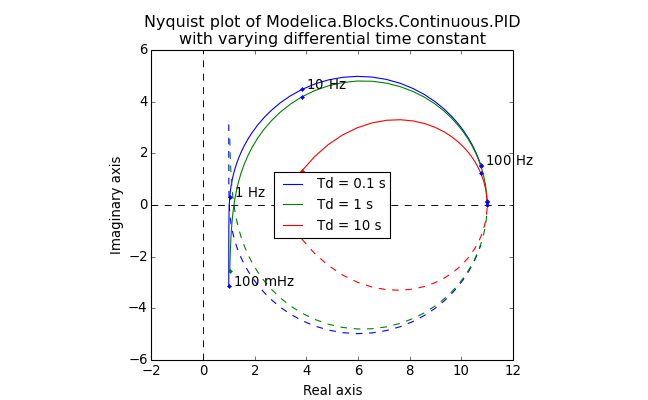 Nyquist plot of Modelica.Blocks.Continuous.PID
with varying differential time constant
6
4
2
0
−2
−4
−6
Imaginary axis
10 Hz
100 Hz
1 Hz
100 mHz
Td = 0.1 s
Td = 1 s
Td = 10 s
−2 0 2 4 6 8 10 12
Real axis